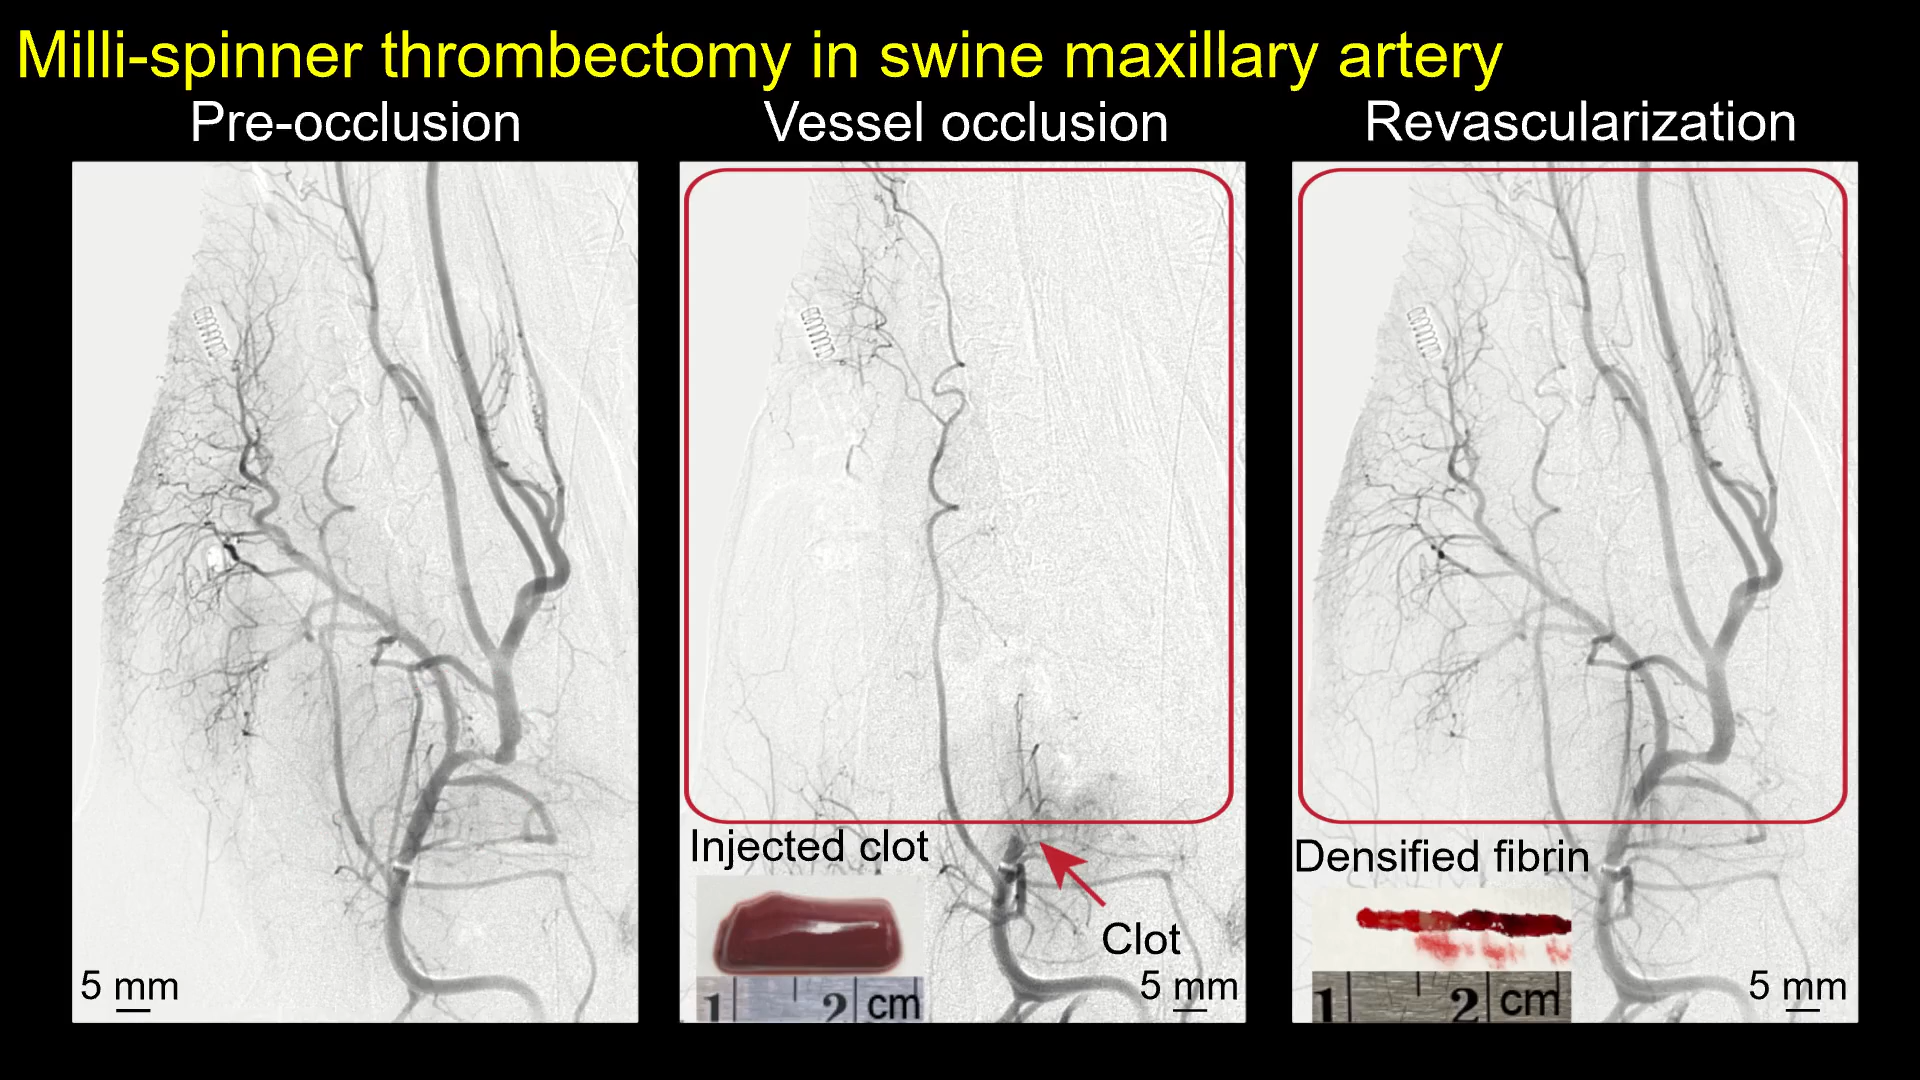 Milli-spinner thrombectomy in swine maxillary artery
Pre-occlusion
Vessel occlusion
Revascularization
5 mm
Injected clot
Clot
1 2 cm
5 mm
Densified fibrin
1 2 cm
5 mm